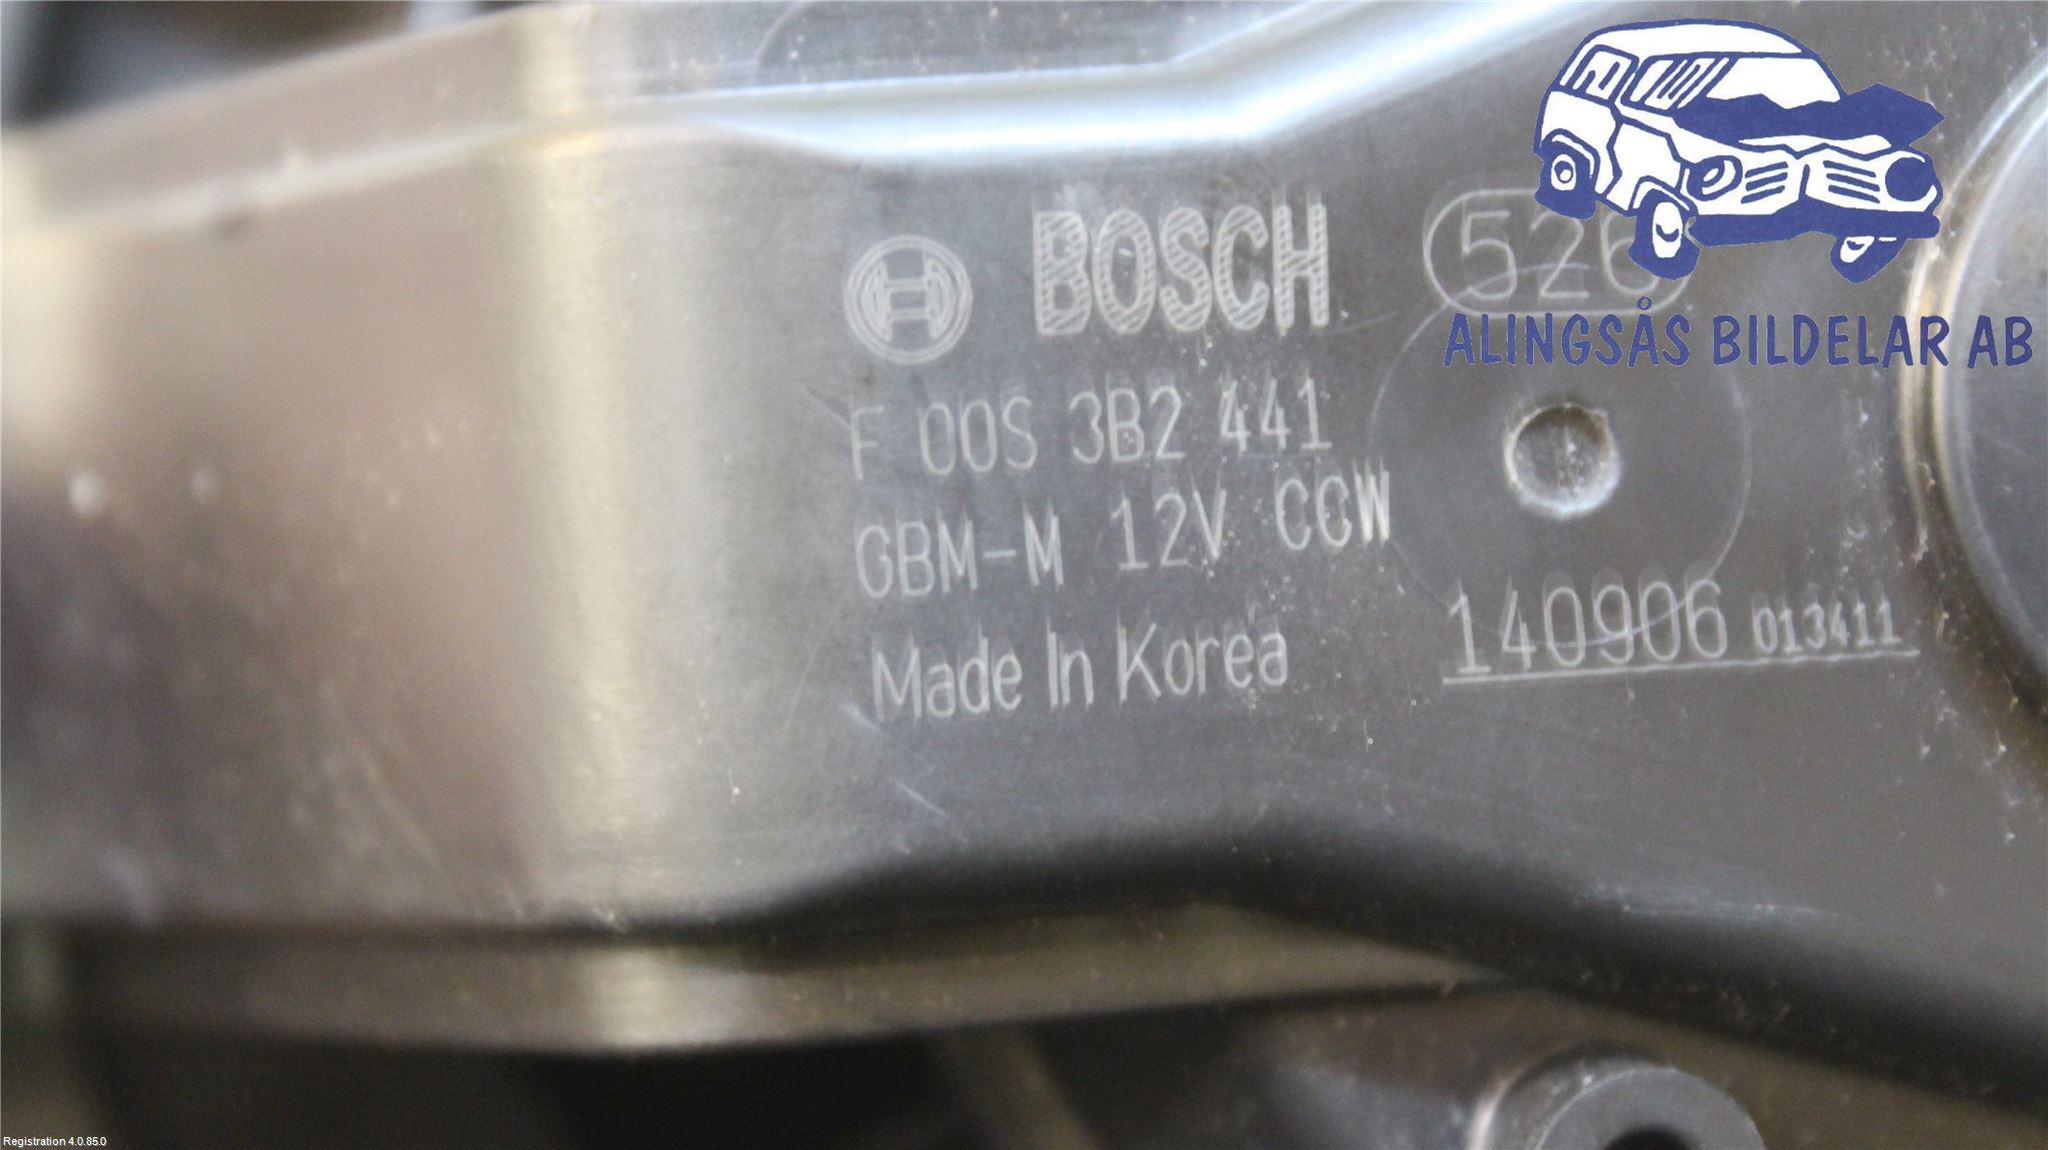 BOSCH 526
ALINGSÅS BILDELAR AB
F 00S 3B2 441
GBM-M 12V CCW
140906 013411
Made In Korea
Registration 4.0.85.0